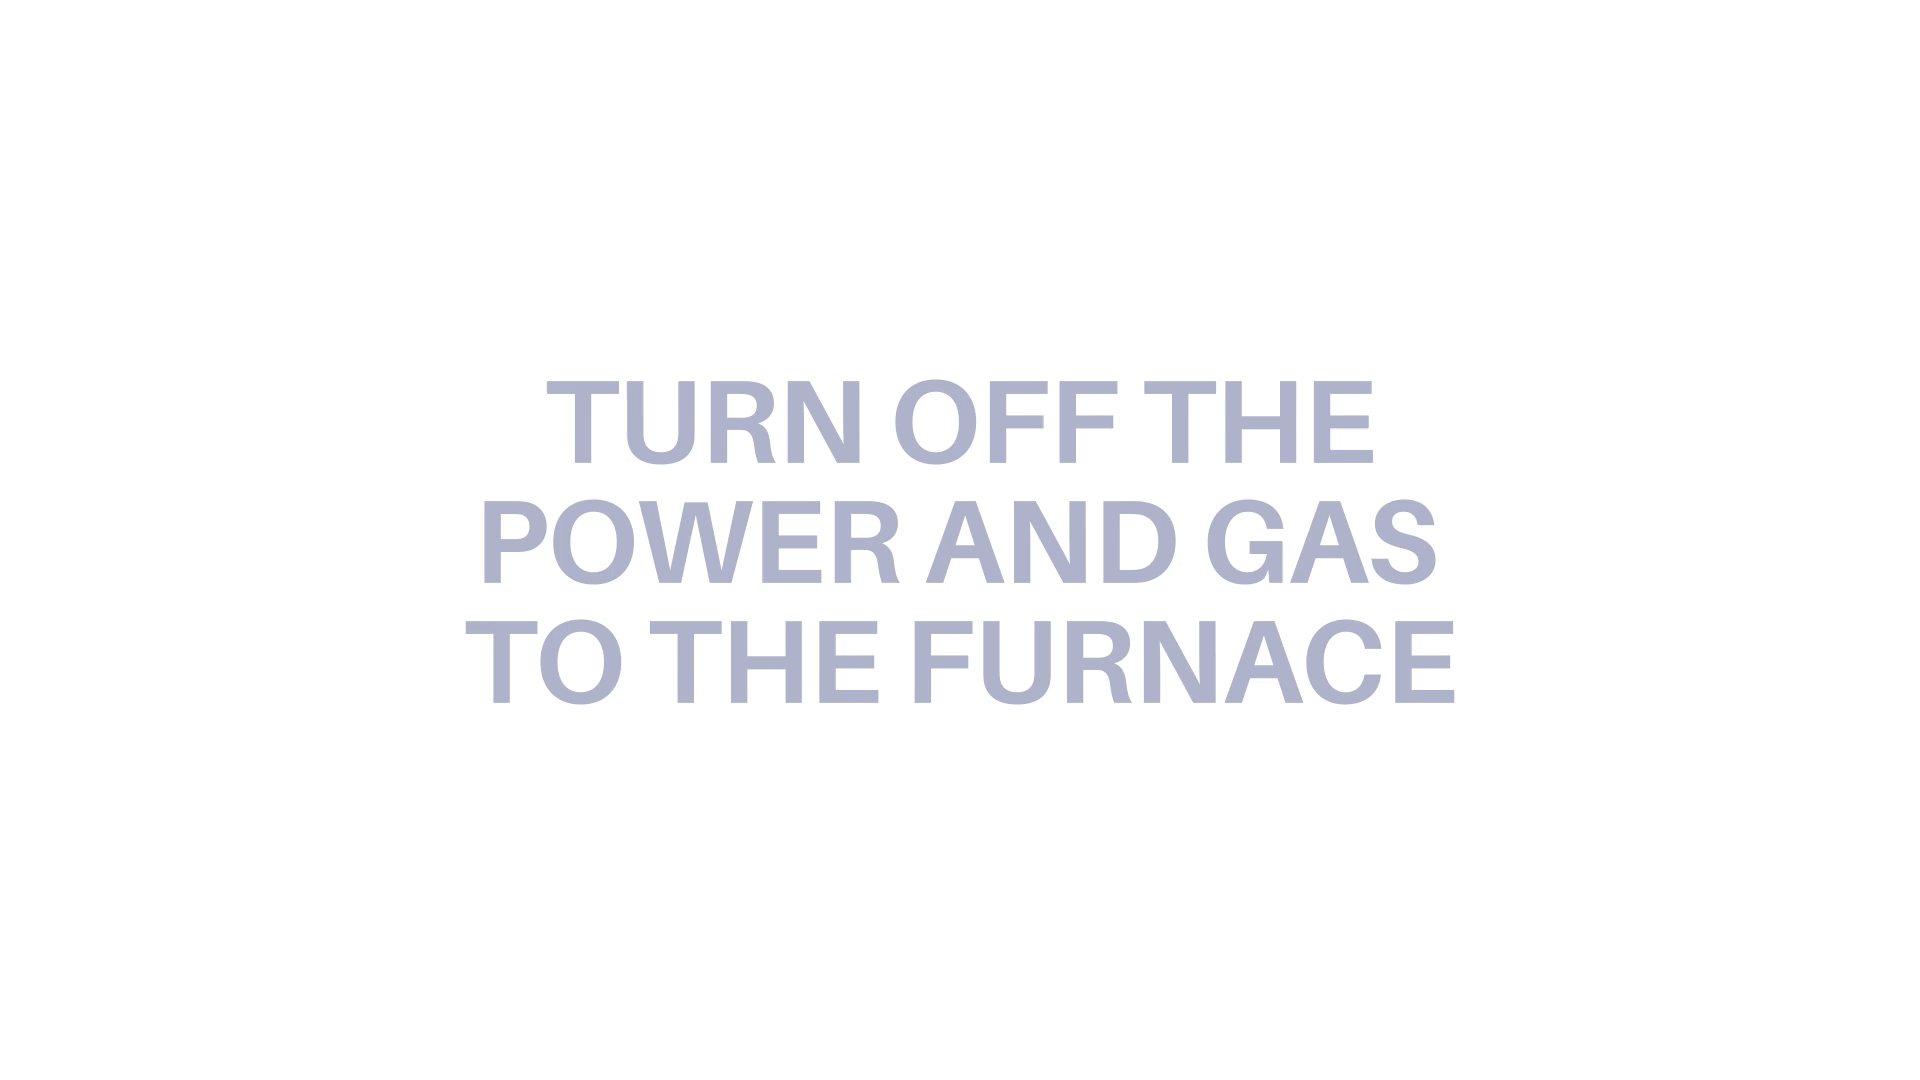 TURN OFF THE
POWER AND GAS
TO THE FURNACE